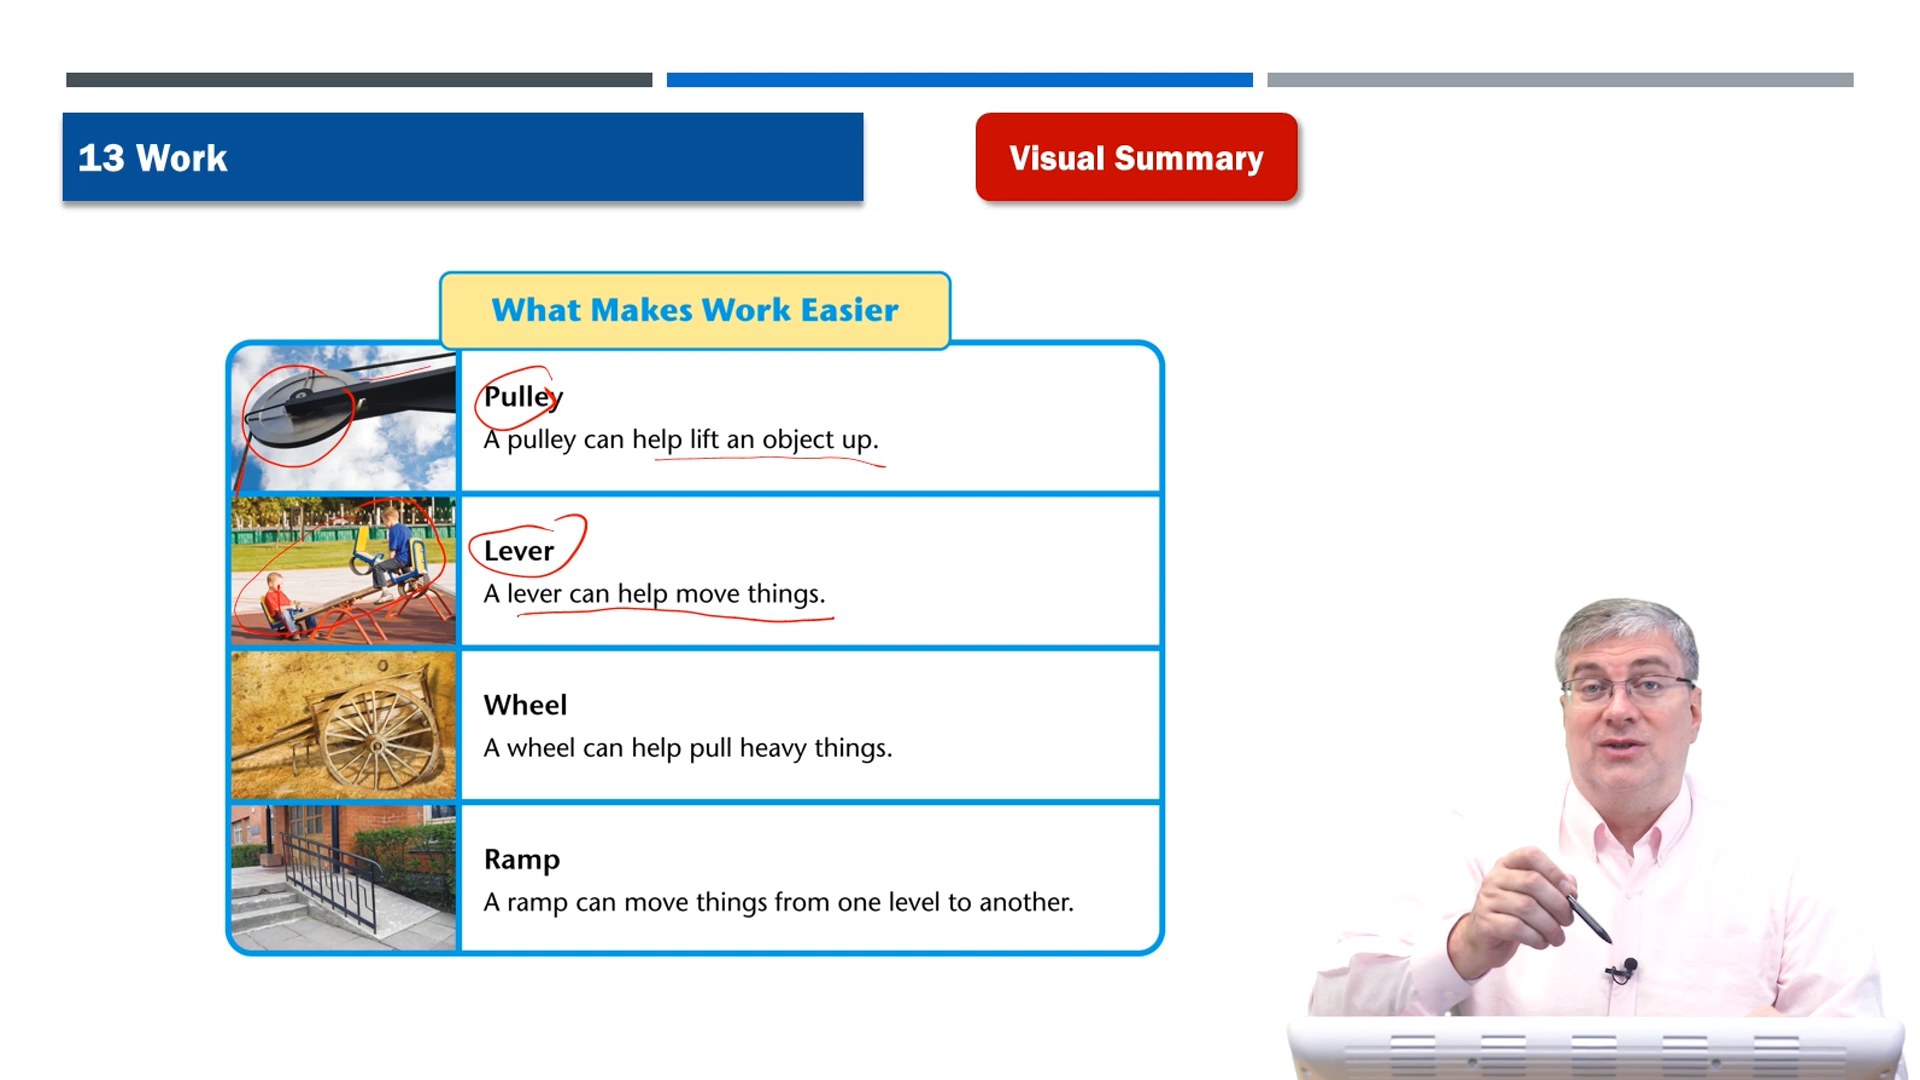 13 Work
Visual Summary
What Makes Work Easier
Pulley
A pulley can help lift an object up.
Lever
A lever can help move things.
Wheel
A wheel can help pull heavy things.
Ramp
A ramp can move things from one level to another.